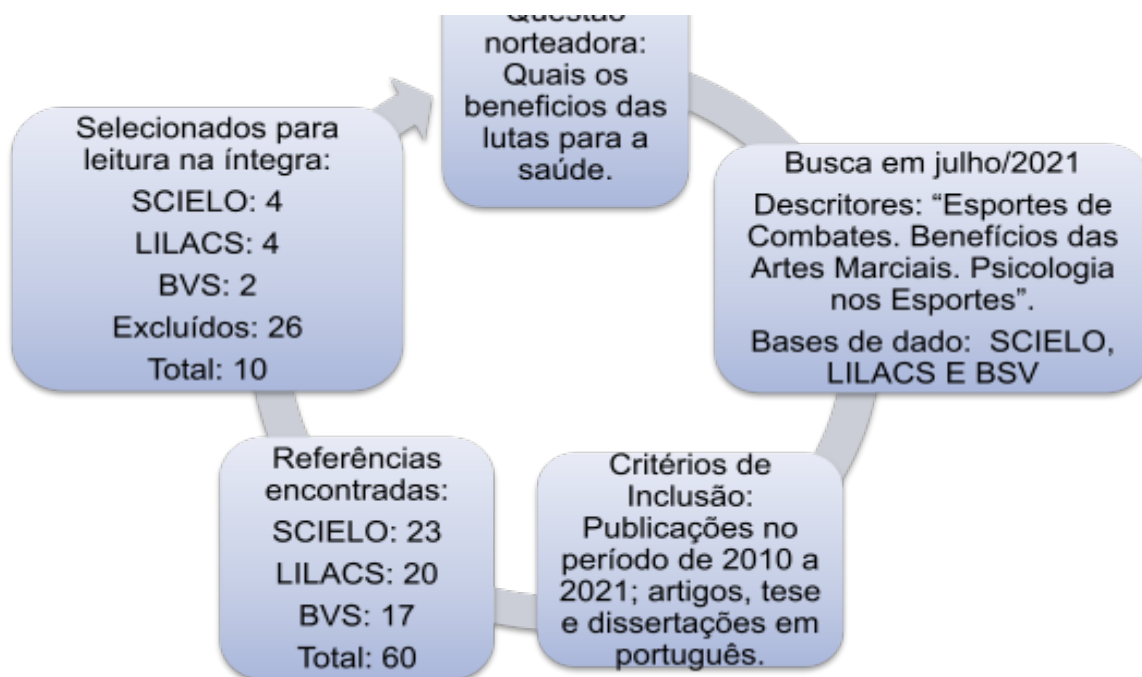 Questão
norteadora:
Quais os
beneficios das
lutas para a
saúde.
Busca em julho/2021
Descritores: “Esportes de
Combates. Benefícios das
Artes Marciais. Psicologia
nos Esportes”.
Bases de dado: SCIELO,
LILACS E BSV
Critérios de
Inclusão:
Publicações no
período de 2010 a
2021; artigos, tese
e dissertações em
português.
Referências
encontradas:
SCIELO: 23
LILACS: 20
BVS: 17
Total: 60
Selecionados para
leitura na íntegra:
SCIELO: 4
LILACS: 4
BVS: 2
Excluídos: 26
Total: 10